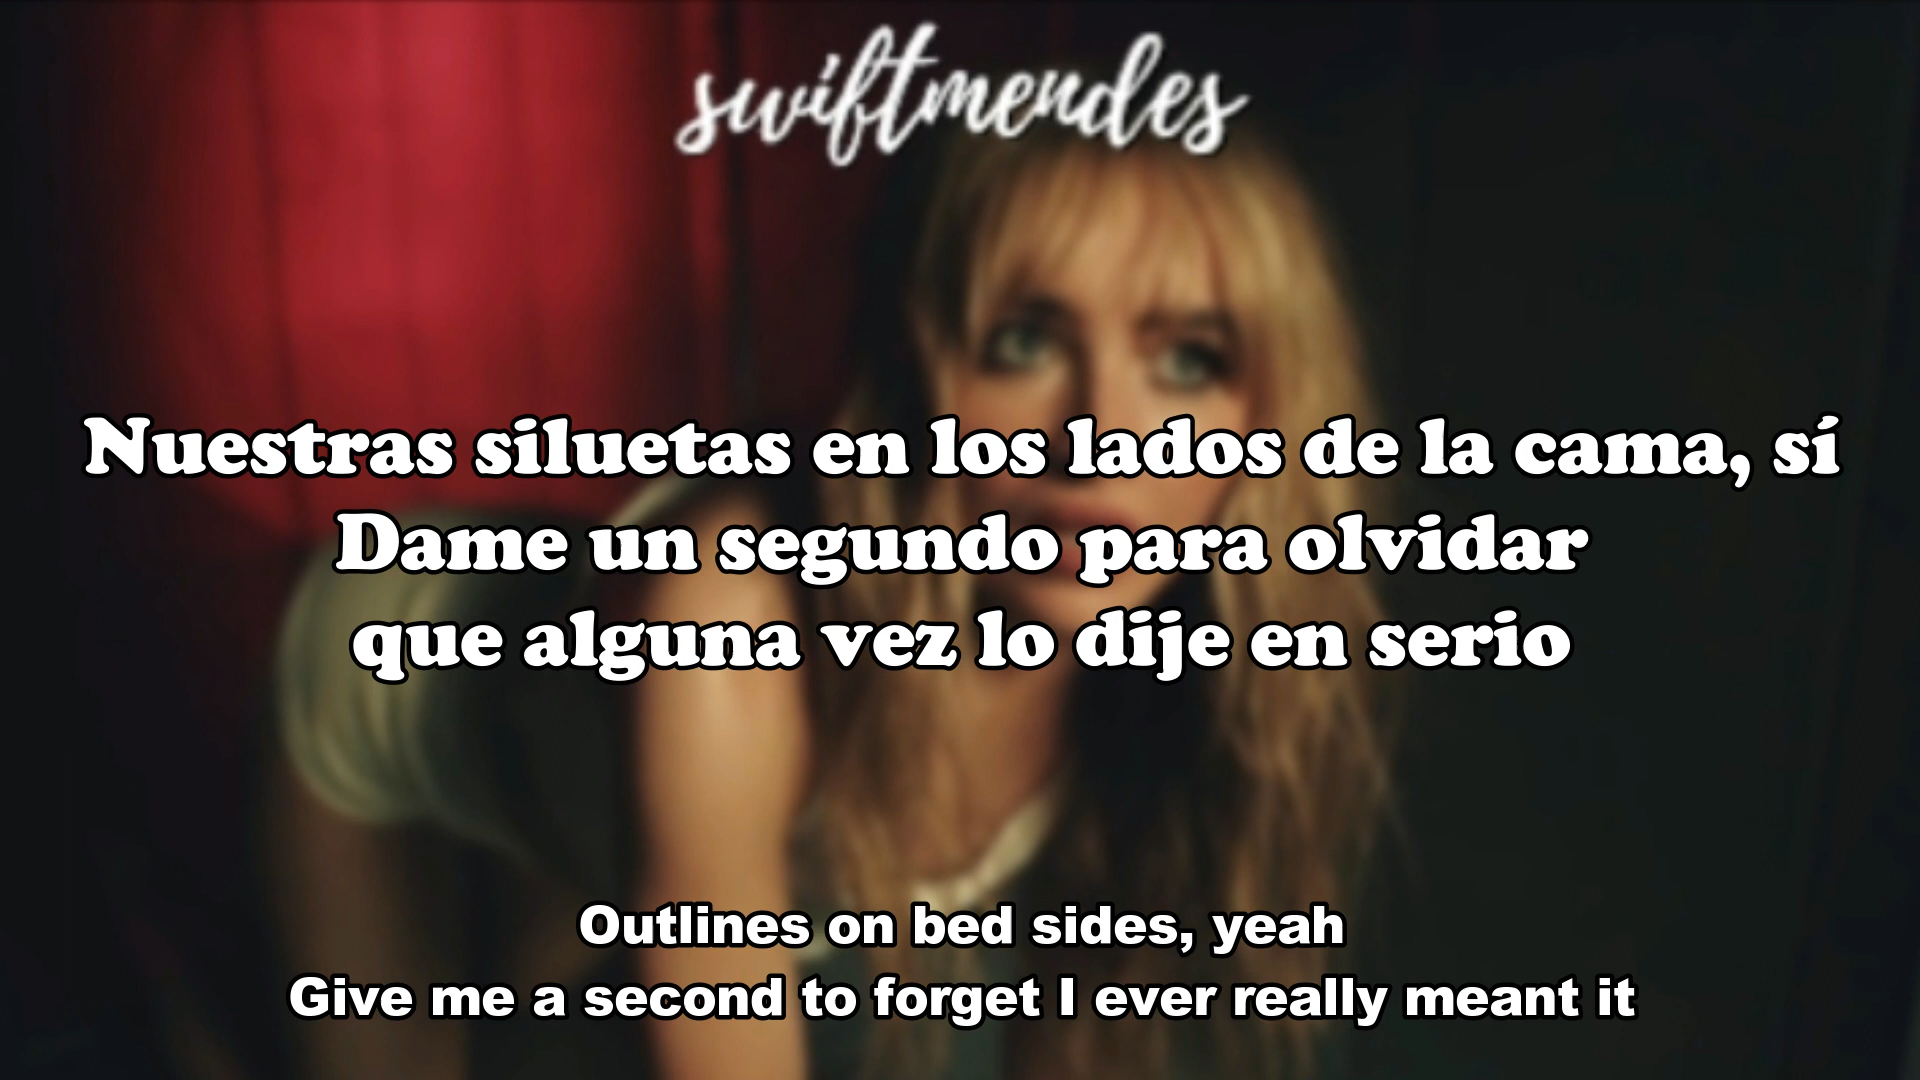 swiftmendes
Nuestras siluetas en los lados de la cama, sí
Dame un segundo para olvidar
que alguna vez lo dije en serio
Outlines on bed sides, yeah
Give me a second to forget I ever really meant it